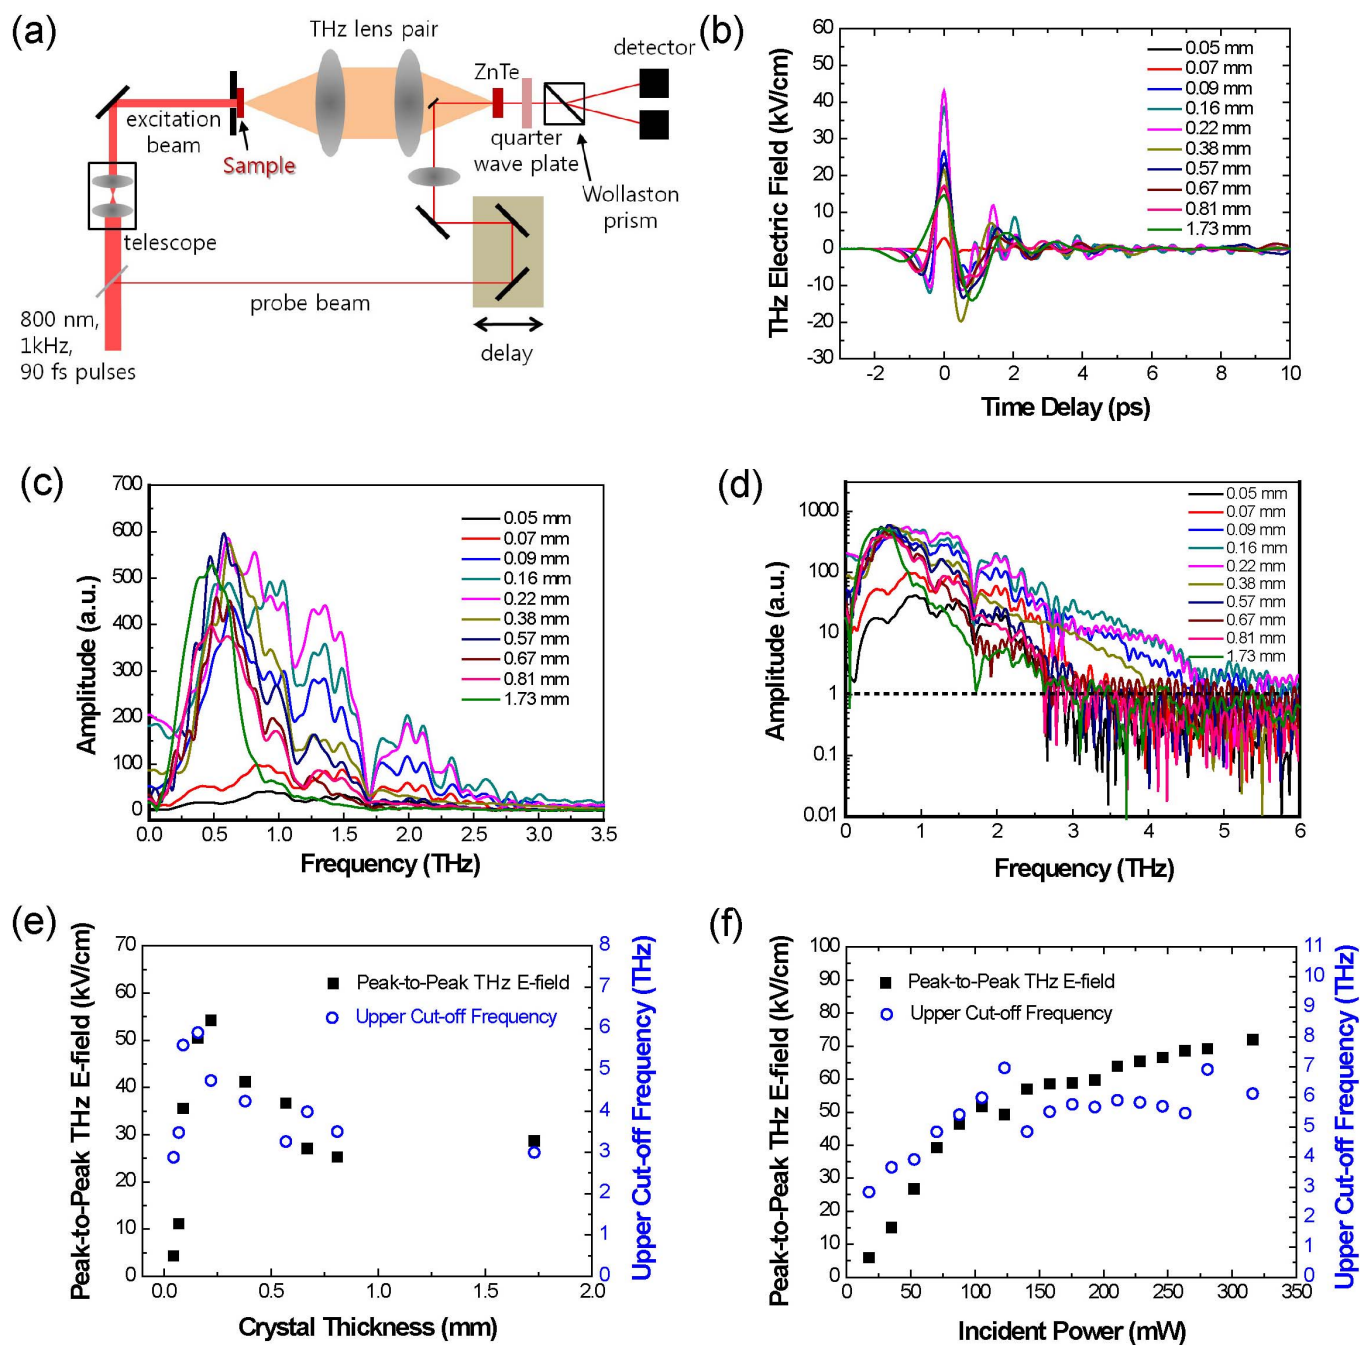 (a)
THz lens pair
detector
ZnTe
excitation
beam
Sample
quarter
wave plate
Wollaston
prism
telescope
probe beam
800 nm,
1kHz,
90 fs pulses
delay
(b)
THz Electric Field (kV/cm)
60
50
40
30
20
10
0
-10
-20
-30
-2 0 2 4 6 8 10
Time Delay (ps)
0.05 mm
0.07 mm
0.09 mm
0.16 mm
0.22 mm
0.38 mm
0.57 mm
0.67 mm
0.81 mm
1.73 mm
(c)
Amplitude (a.u.)
700
600
500
400
300
200
100
0
0.0 0.5 1.0 1.5 2.0 2.5 3.0 3.5
Frequency (THz)
0.05 mm
0.07 mm
0.09 mm
0.16 mm
0.22 mm
0.38 mm
0.57 mm
0.67 mm
0.81 mm
1.73 mm
(d)
Amplitude (a.u.)
1000
100
10
1
0.1
0.01
0 1 2 3 4 5 6
Frequency (THz)
0.05 mm
0.07 mm
0.09 mm
0.16 mm
0.22 mm
0.38 mm
0.57 mm
0.67 mm
0.81 mm
1.73 mm
(e)
Peak-to-Peak THz E-field (kV/cm)
70
60
50
40
30
20
10
0
Peak-to-Peak THz E-field
Upper Cut-off Frequency
8
7
6
5
4
3
2
1
0
Upper Cut-off Frequency (THz)
0.0 0.5 1.0 1.5 2.0
Crystal Thickness (mm)
(f)
Peak-to-Peak THz E-field (kV/cm)
100
90
80
70
60
50
40
30
20
10
0
Peak-to-Peak THz E-field
Upper Cut-off Frequency
11
10
9
8
7
6
5
4
3
2
1
0
Upper Cut-off Frequency (THz)
0 50 100 150 200 250 300 350
Incident Power (mW)